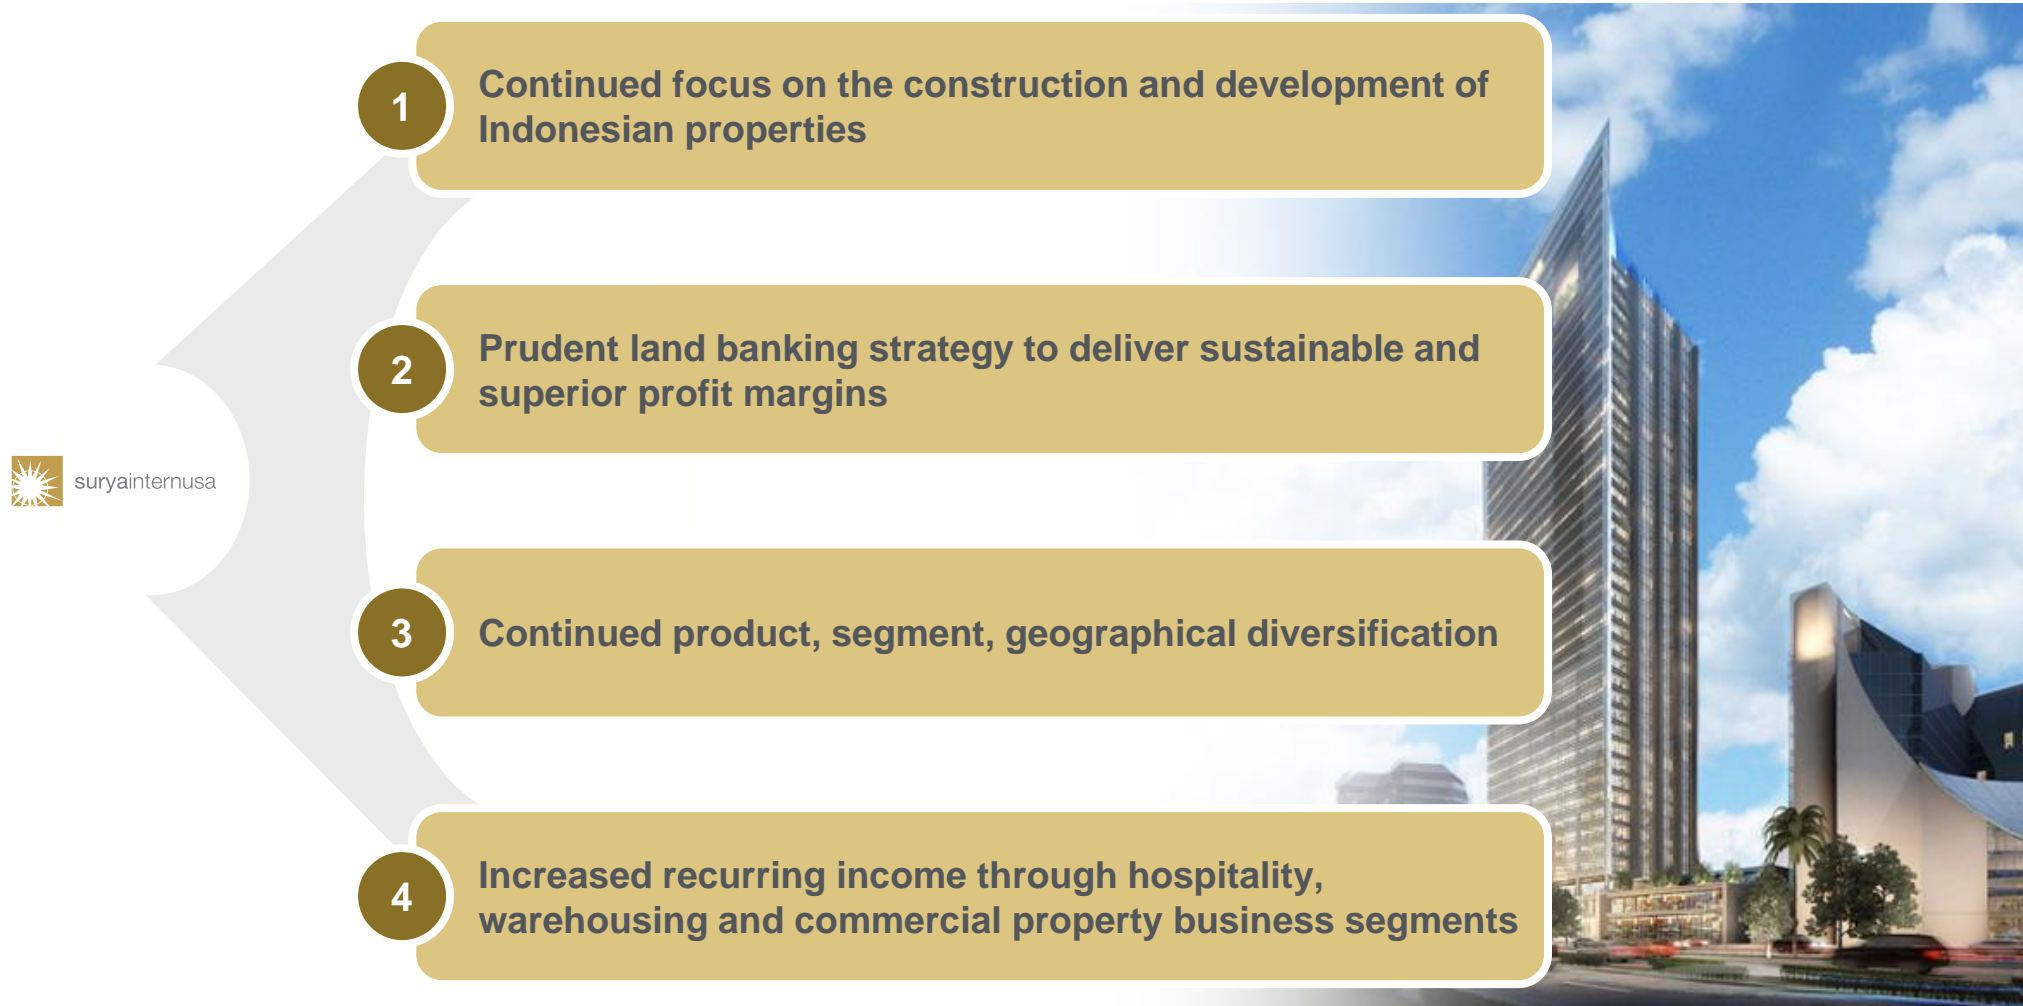 1
Continued focus on the construction and development of
Indonesian properties
2
Prudent land banking strategy to deliver sustainable and
superior profit margins
suryainternusa
3
Continued product, segment, geographical diversification
4
Increased recurring income through hospitality,
warehousing and commercial property business segments